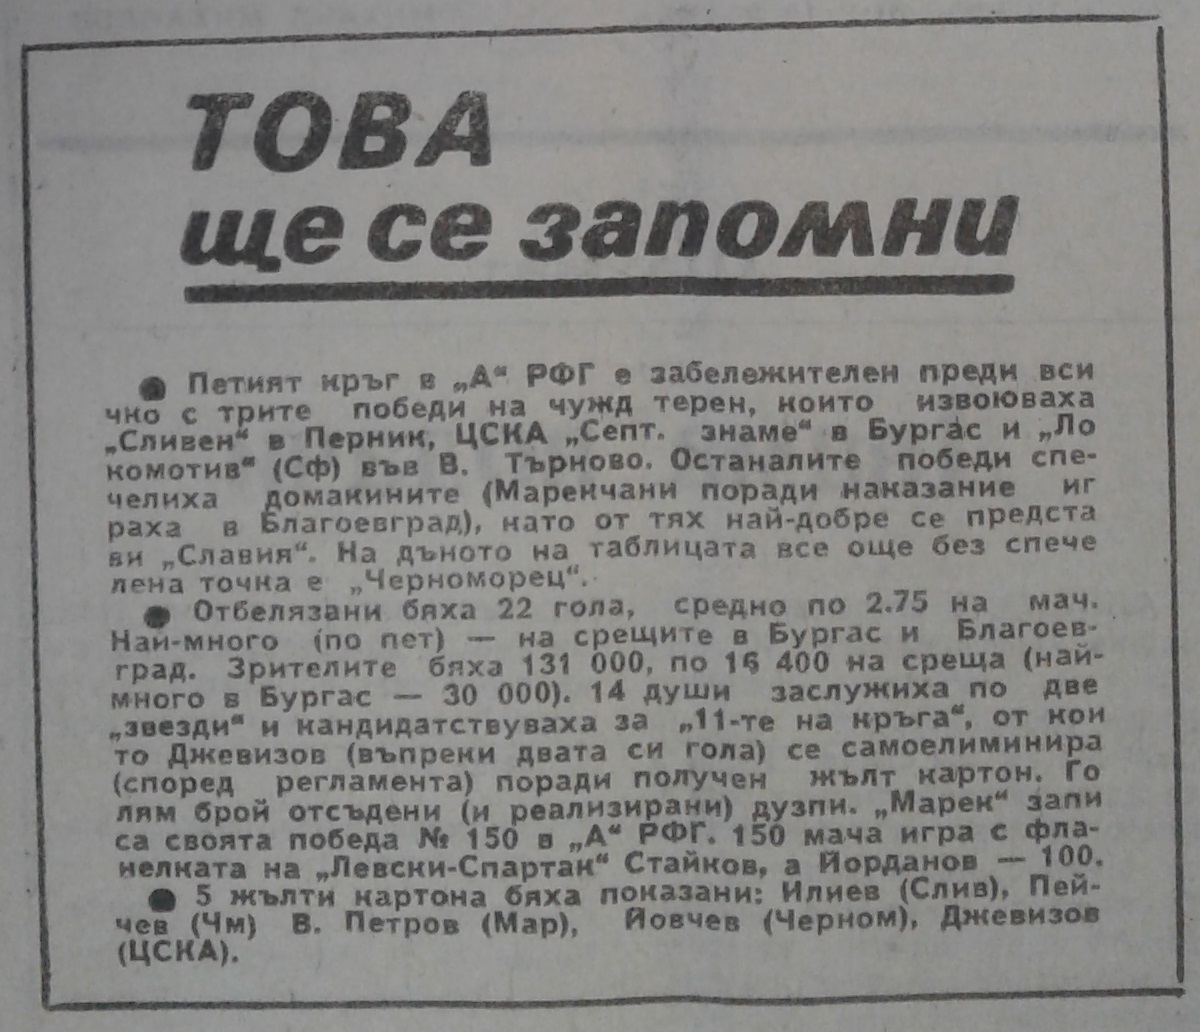 ТОВА
ще се запомни
● Петият кръг в „А“ РФГ е забележителен преди вси
чко с трите победи на чужд терен, които извоюваха
„Сливен“ в Перник, ЦСКА „Септ. знаме“ в Бургас и „Ло
комотив“ (Сф) във В. Търново. Останалите победи спе-
челиха домакините (Маренчани поради наказание иг
раха в Благоевград), като от тях най-добре се предста
ви „Славия“. На дъното на таблицата все още без спече
лена точка е „Черноморец“.
● Отбелязани бяха 22 гола, средно по 2.75 на мач.
Най-много (по пет) — на срещите в Бургас и Благоев-
град. Зрителите бяха 131 000, по 16 400 на среща (най-
много в Бургас — 30 000). 14 души заслужиха по две
„звезди“ и кандидатствуваха за „11-те на кръга“, от кои
то Джевизов (въпреки двата си гола) се самоелиминира
(според регламента) поради получен жълт картон. Го
лям брой отсъдени (и реализирани) дузпи. „Марек“ запи
са своята победа № 150 в „А“ РФГ. 150 мача игра с фла-
нелката на „Левски-Спартак“ Стайков, а Йорданов — 100.
● 5 жълти картона бяха показани: Илиев (Слив), Пей-
чев (Чм) В. Петров (Мар), Йовчев (Черном), Джевизов
(ЦСКА).